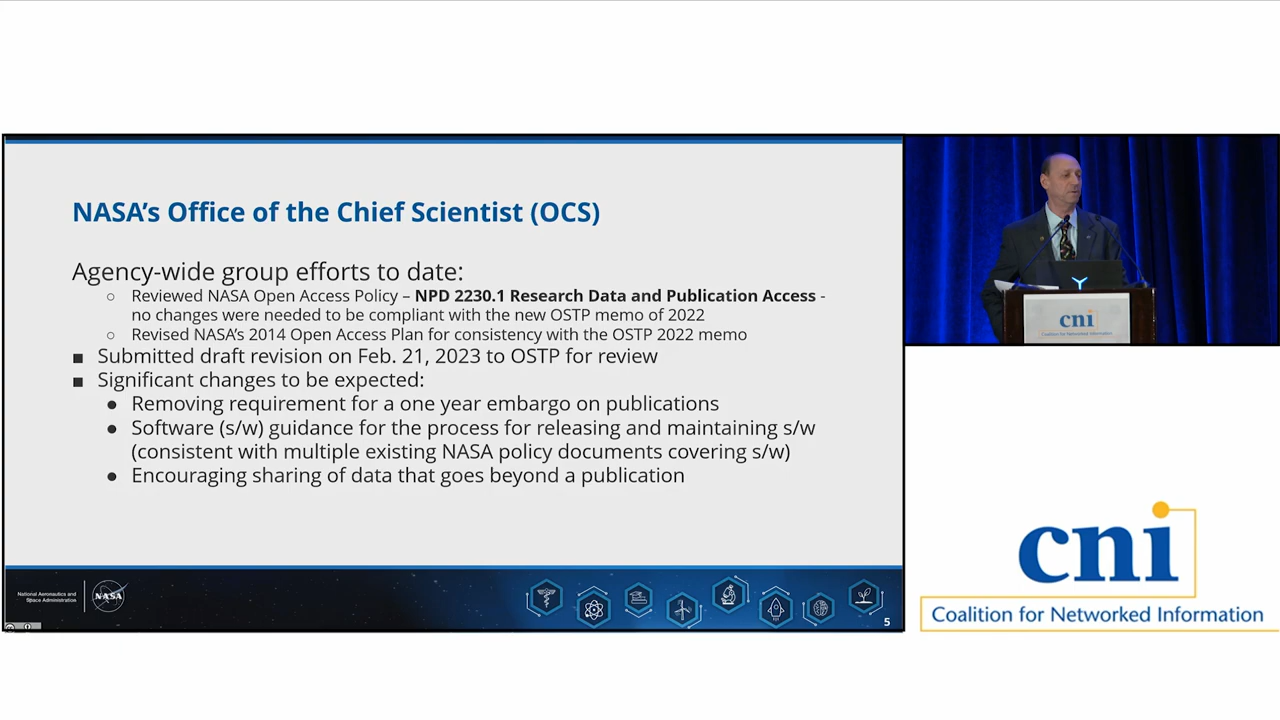 NASA's Office of the Chief Scientist (OCS)
Agency-wide group efforts to date:
○ Reviewed NASA Open Access Policy – NPD 2230.1 Research Data and Publication Access -
no changes were needed to be compliant with the new OSTP memo of 2022
○ Revised NASA's 2014 Open Access Plan for consistency with the OSTP 2022 memo
■ Submitted draft revision on Feb. 21, 2023 to OSTP for review
■ Significant changes to be expected:
● Removing requirement for a one year embargo on publications
● Software (s/w) guidance for the process for releasing and maintaining s/w
(consistent with multiple existing NASA policy documents covering s/w)
● Encouraging sharing of data that goes beyond a publication
National Aeronautics and
Space Administration
NASA
5
cni
Coalition for Networked Information
cni
Coalition for Networked Information